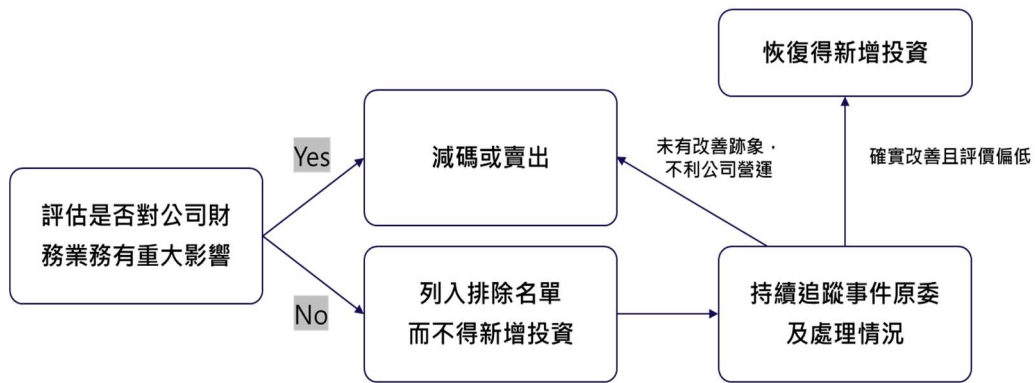 恢復得新增投資
Yes
減碼或賣出
未有改善跡象，
不利公司營運
確實改善且評價偏低
評估是否對公司財
務業務有重大影響
No
列入排除名單
而不得新增投資
持續追蹤事件原委
及處理情況